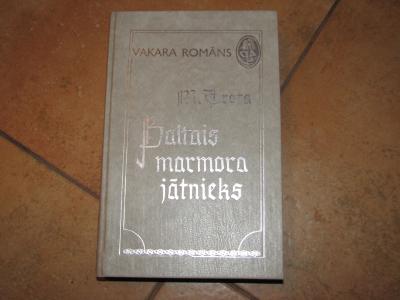 VAKARA ROMĀNS
Baltais
marmora
jātnieks